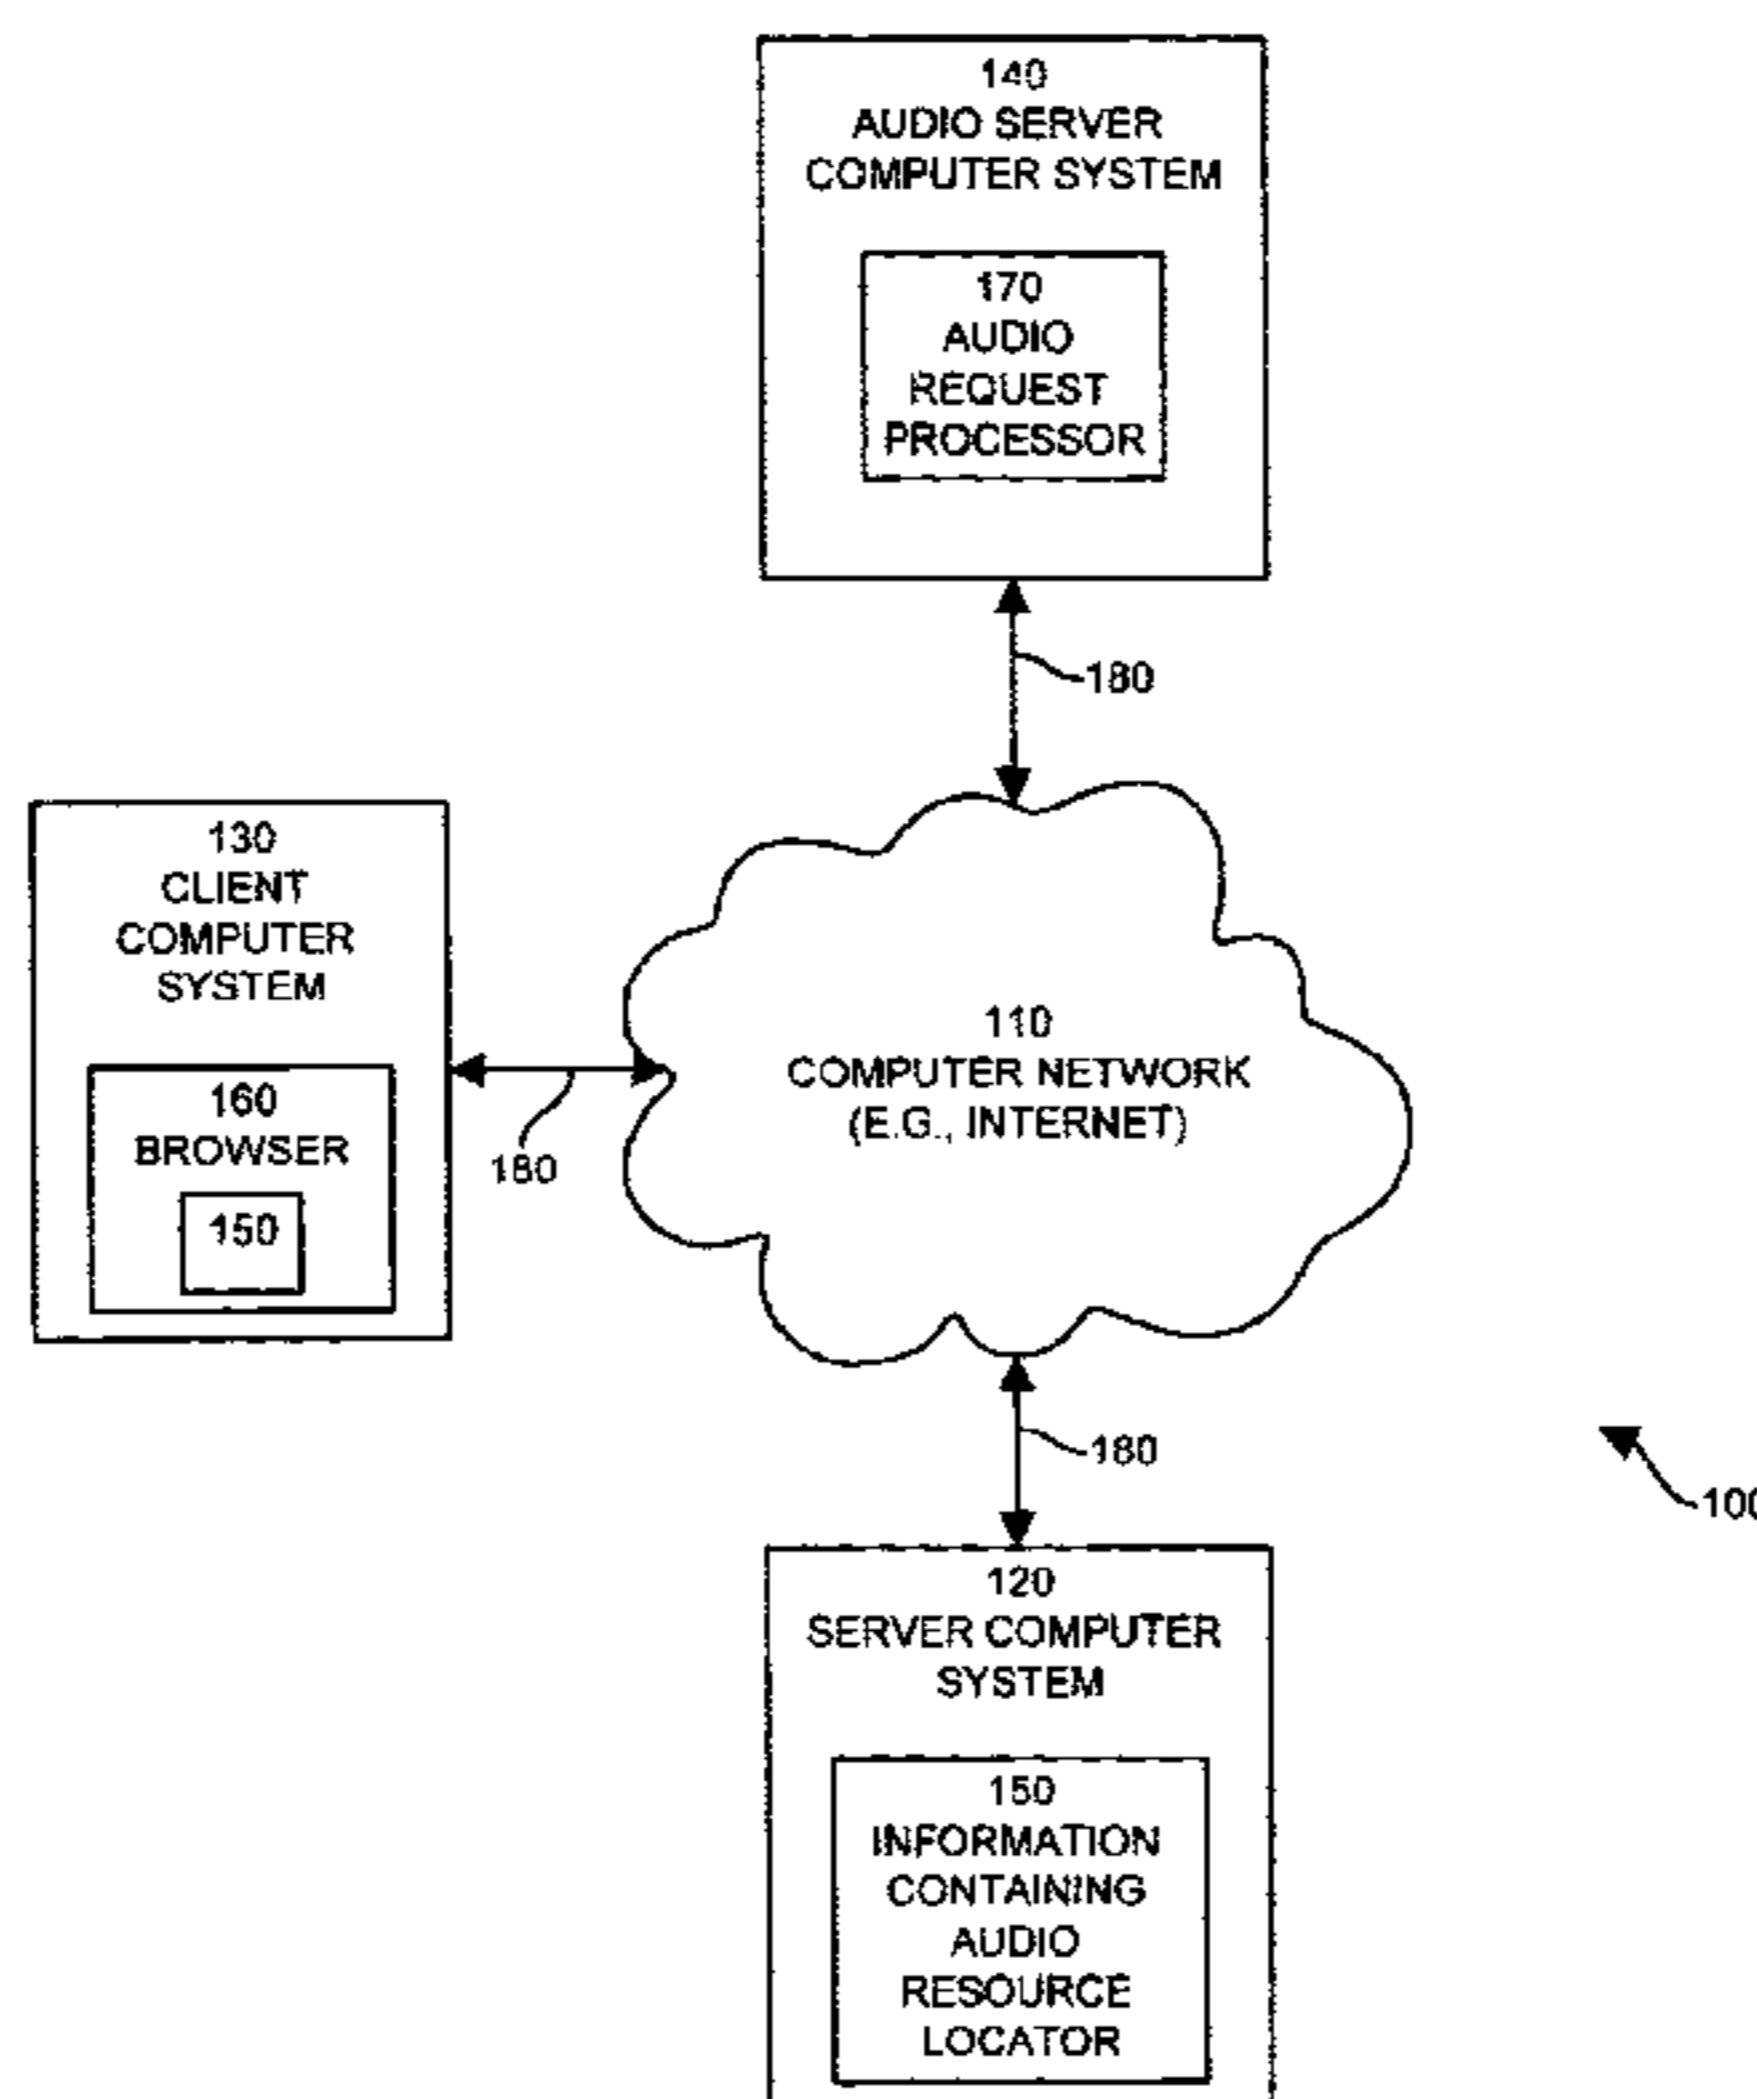 140
AUDIO SERVER
COMPUTER SYSTEM
170
AUDIO
REQUEST
PROCESSOR
180
130
CLIENT
COMPUTER
SYSTEM
160
BROWSER
150
180
110
COMPUTER NETWORK
(E.G., INTERNET)
180
100
120
SERVER COMPUTER
SYSTEM
150
INFORMATION
CONTAINING
AUDIO
RESOURCE
LOCATOR